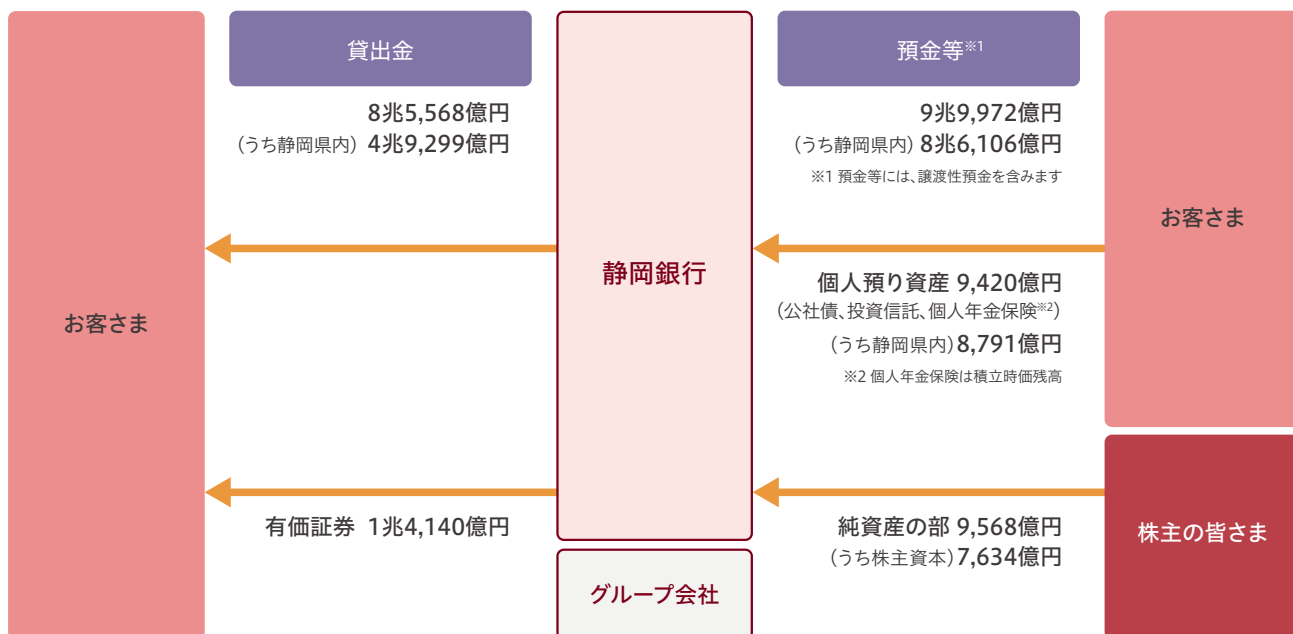 お客さま
貸出金
8兆5,568億円
(うち静岡県内) 4兆9,299億円
有価証券 1兆4,140億円
静岡銀行
グループ会社
預金等※1
9兆9,972億円
(うち静岡県内) 8兆6,106億円
※1 預金等には、譲渡性預金を含みます
個人預り資産 9,420億円
(公社債、投資信託、個人年金保険※2)
(うち静岡県内) 8,791億円
※2 個人年金保険は積立時価残高
純資産の部 9,568億円
(うち株主資本) 7,634億円
お客さま
株主の皆さま